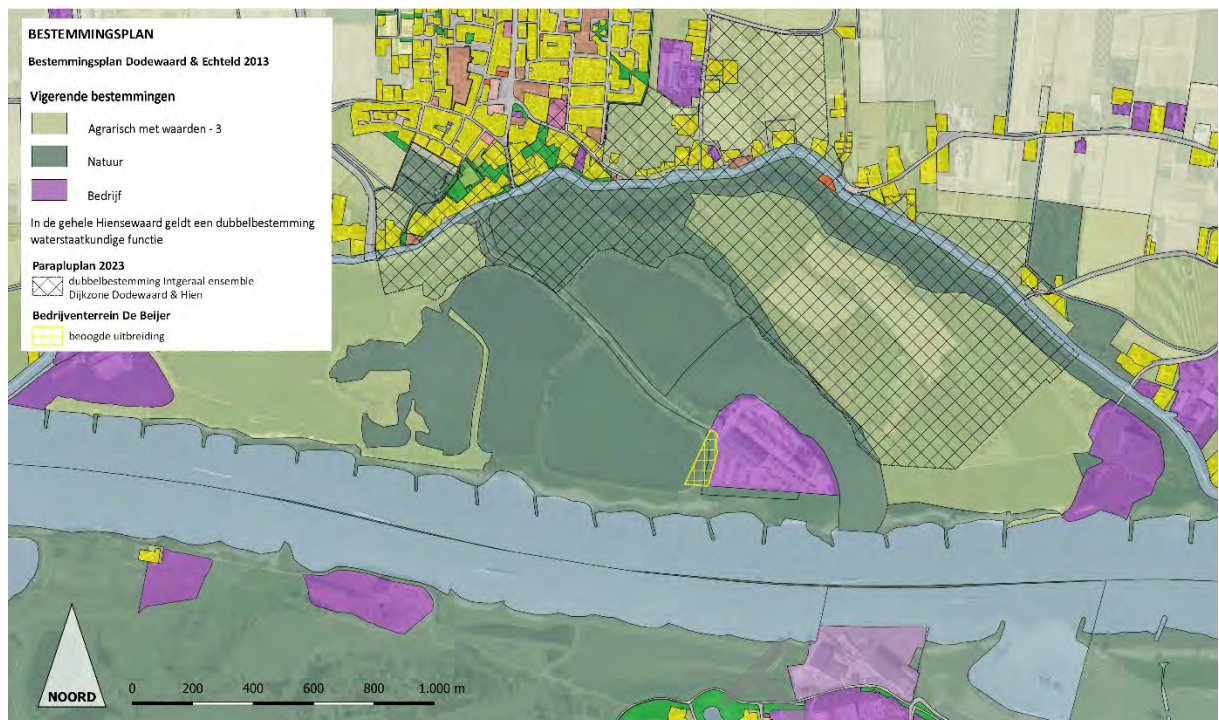 BESTEMMINGSPLAN
Bestemmingsplan Dodewaard & Echteld 2013
Vigerende bestemmingen
Agrarisch met waarden - 3
Natuur
Bedrijf
In de gehele Hiensewaard geldt een dubbelbestemming
waterstaatkundige functie
Parapluplan 2023
dubbelbestemming Intgeraal ensemble
Dijkzone Dodewaard & Hien
Bedrijventerrein De Beijer
beoogde uitbreiding
NOORD
0 200 400 600 800 1.000 m